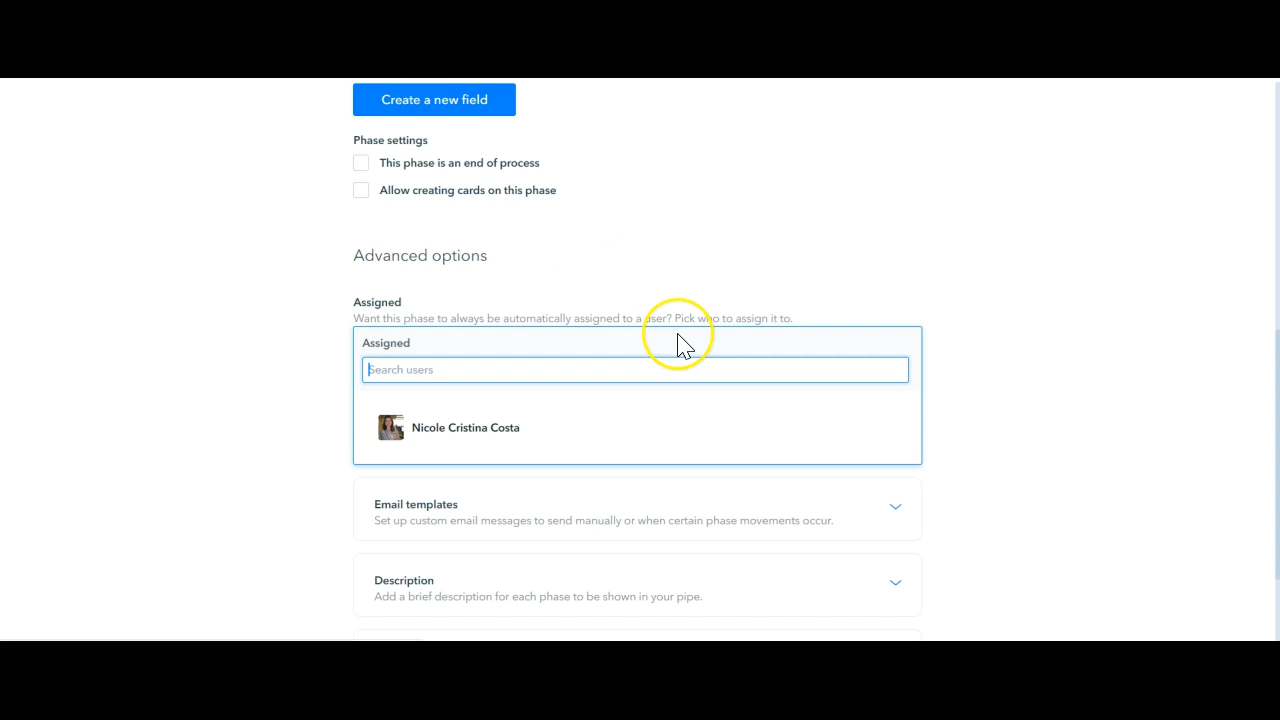 Create a new field
Phase settings
This phase is an end of process
Allow creating cards on this phase
Advanced options
Assigned
Want this phase to always be automatically assigned to a user? Pick who to assign it to.
Assigned
Search users
Nicole Cristina Costa
Email templates
Set up custom email messages to send manually or when certain phase movements occur.
Description
Add a brief description for each phase to be shown in your pipe.